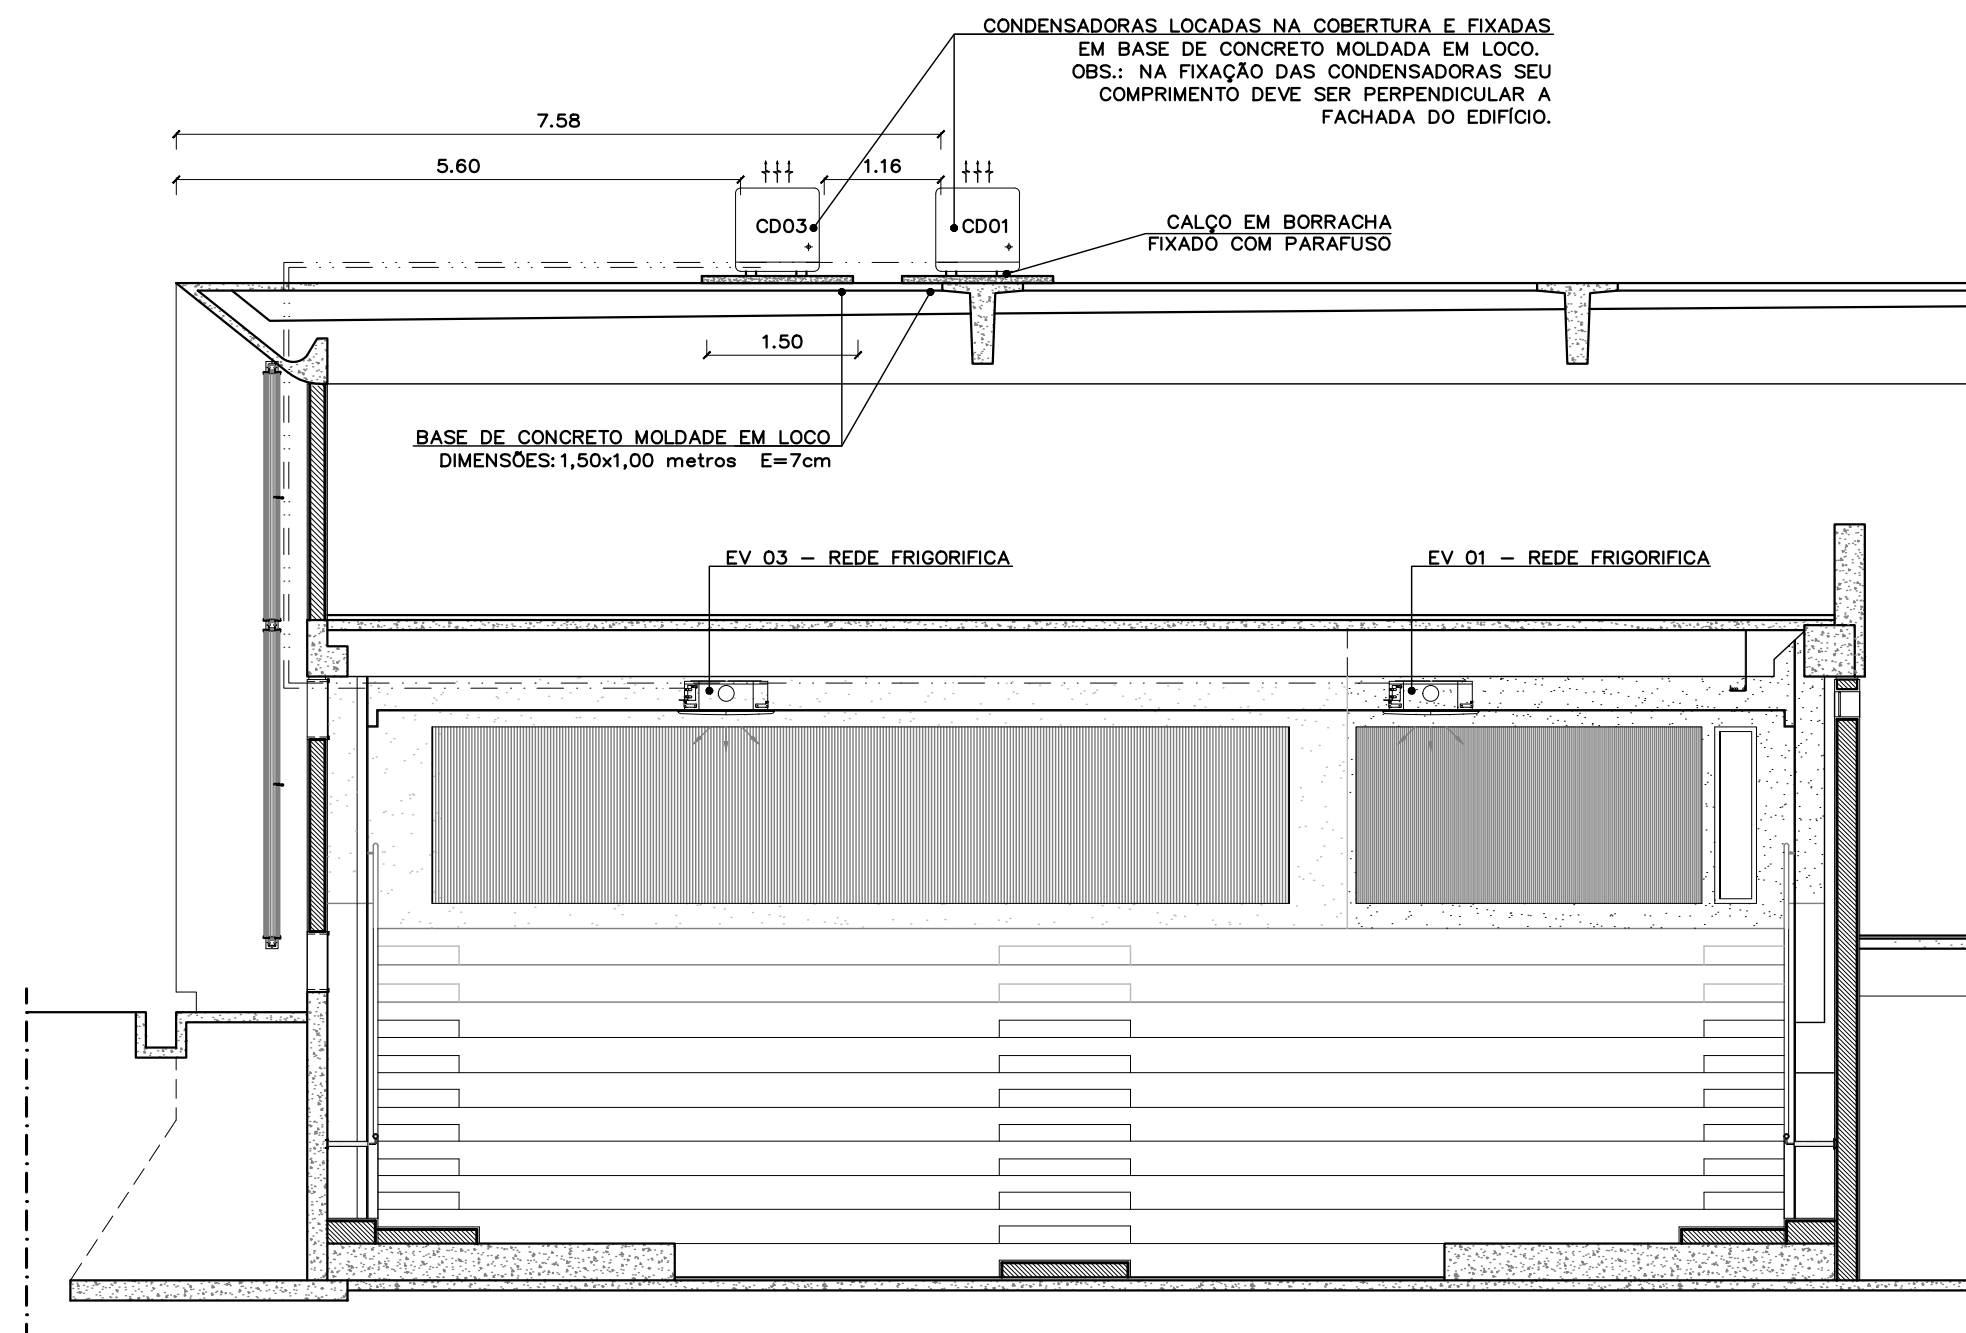 CONDENSADORAS LOCADAS NA COBERTURA E FIXADAS
EM BASE DE CONCRETO MOLDADA EM LOCO.
OBS.: NA FIXAÇÃO DAS CONDENSADORAS SEU
COMPRIMENTO DEVE SER PERPENDICULAR A
FACHADA DO EDIFÍCIO.
7.58
5.60
1.16
CD03
CD01
CALÇO EM BORRACHA
FIXADO COM PARAFUSO
1.50
BASE DE CONCRETO MOLDADE EM LOCO
DIMENSÕES: 1,50x1,00 metros E=7cm
EV 03 – REDE FRIGORIFICA
EV 01 – REDE FRIGORIFICA